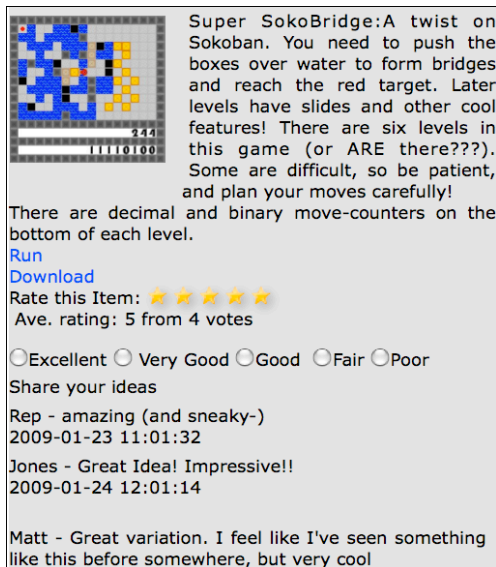 Super SokoBridge:A twist on
Sokoban. You need to push the
boxes over water to form bridges
and reach the red target. Later
levels have slides and other cool
features! There are six levels in
this game (or ARE there???).
Some are difficult, so be patient,
and plan your moves carefully!
244
11110100
There are decimal and binary move-counters on the
bottom of each level.
Run
Download
Rate this Item:
Ave. rating: 5 from 4 votes
Excellent Very Good Good Fair Poor
Share your ideas
Rep - amazing (and sneaky-)
2009-01-23 11:01:32
Jones - Great Idea! Impressive!!
2009-01-24 12:01:14
Matt - Great variation. I feel like I've seen something
like this before somewhere, but very cool